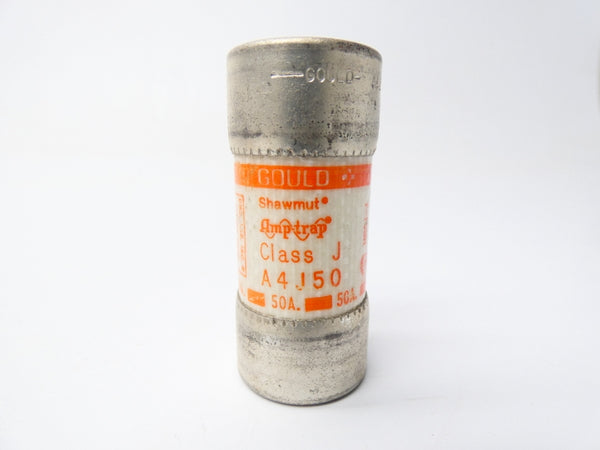 GOULD
GOULD
Shawmut®
Amp-trap®
Class J
A4J50
50A. 50A.